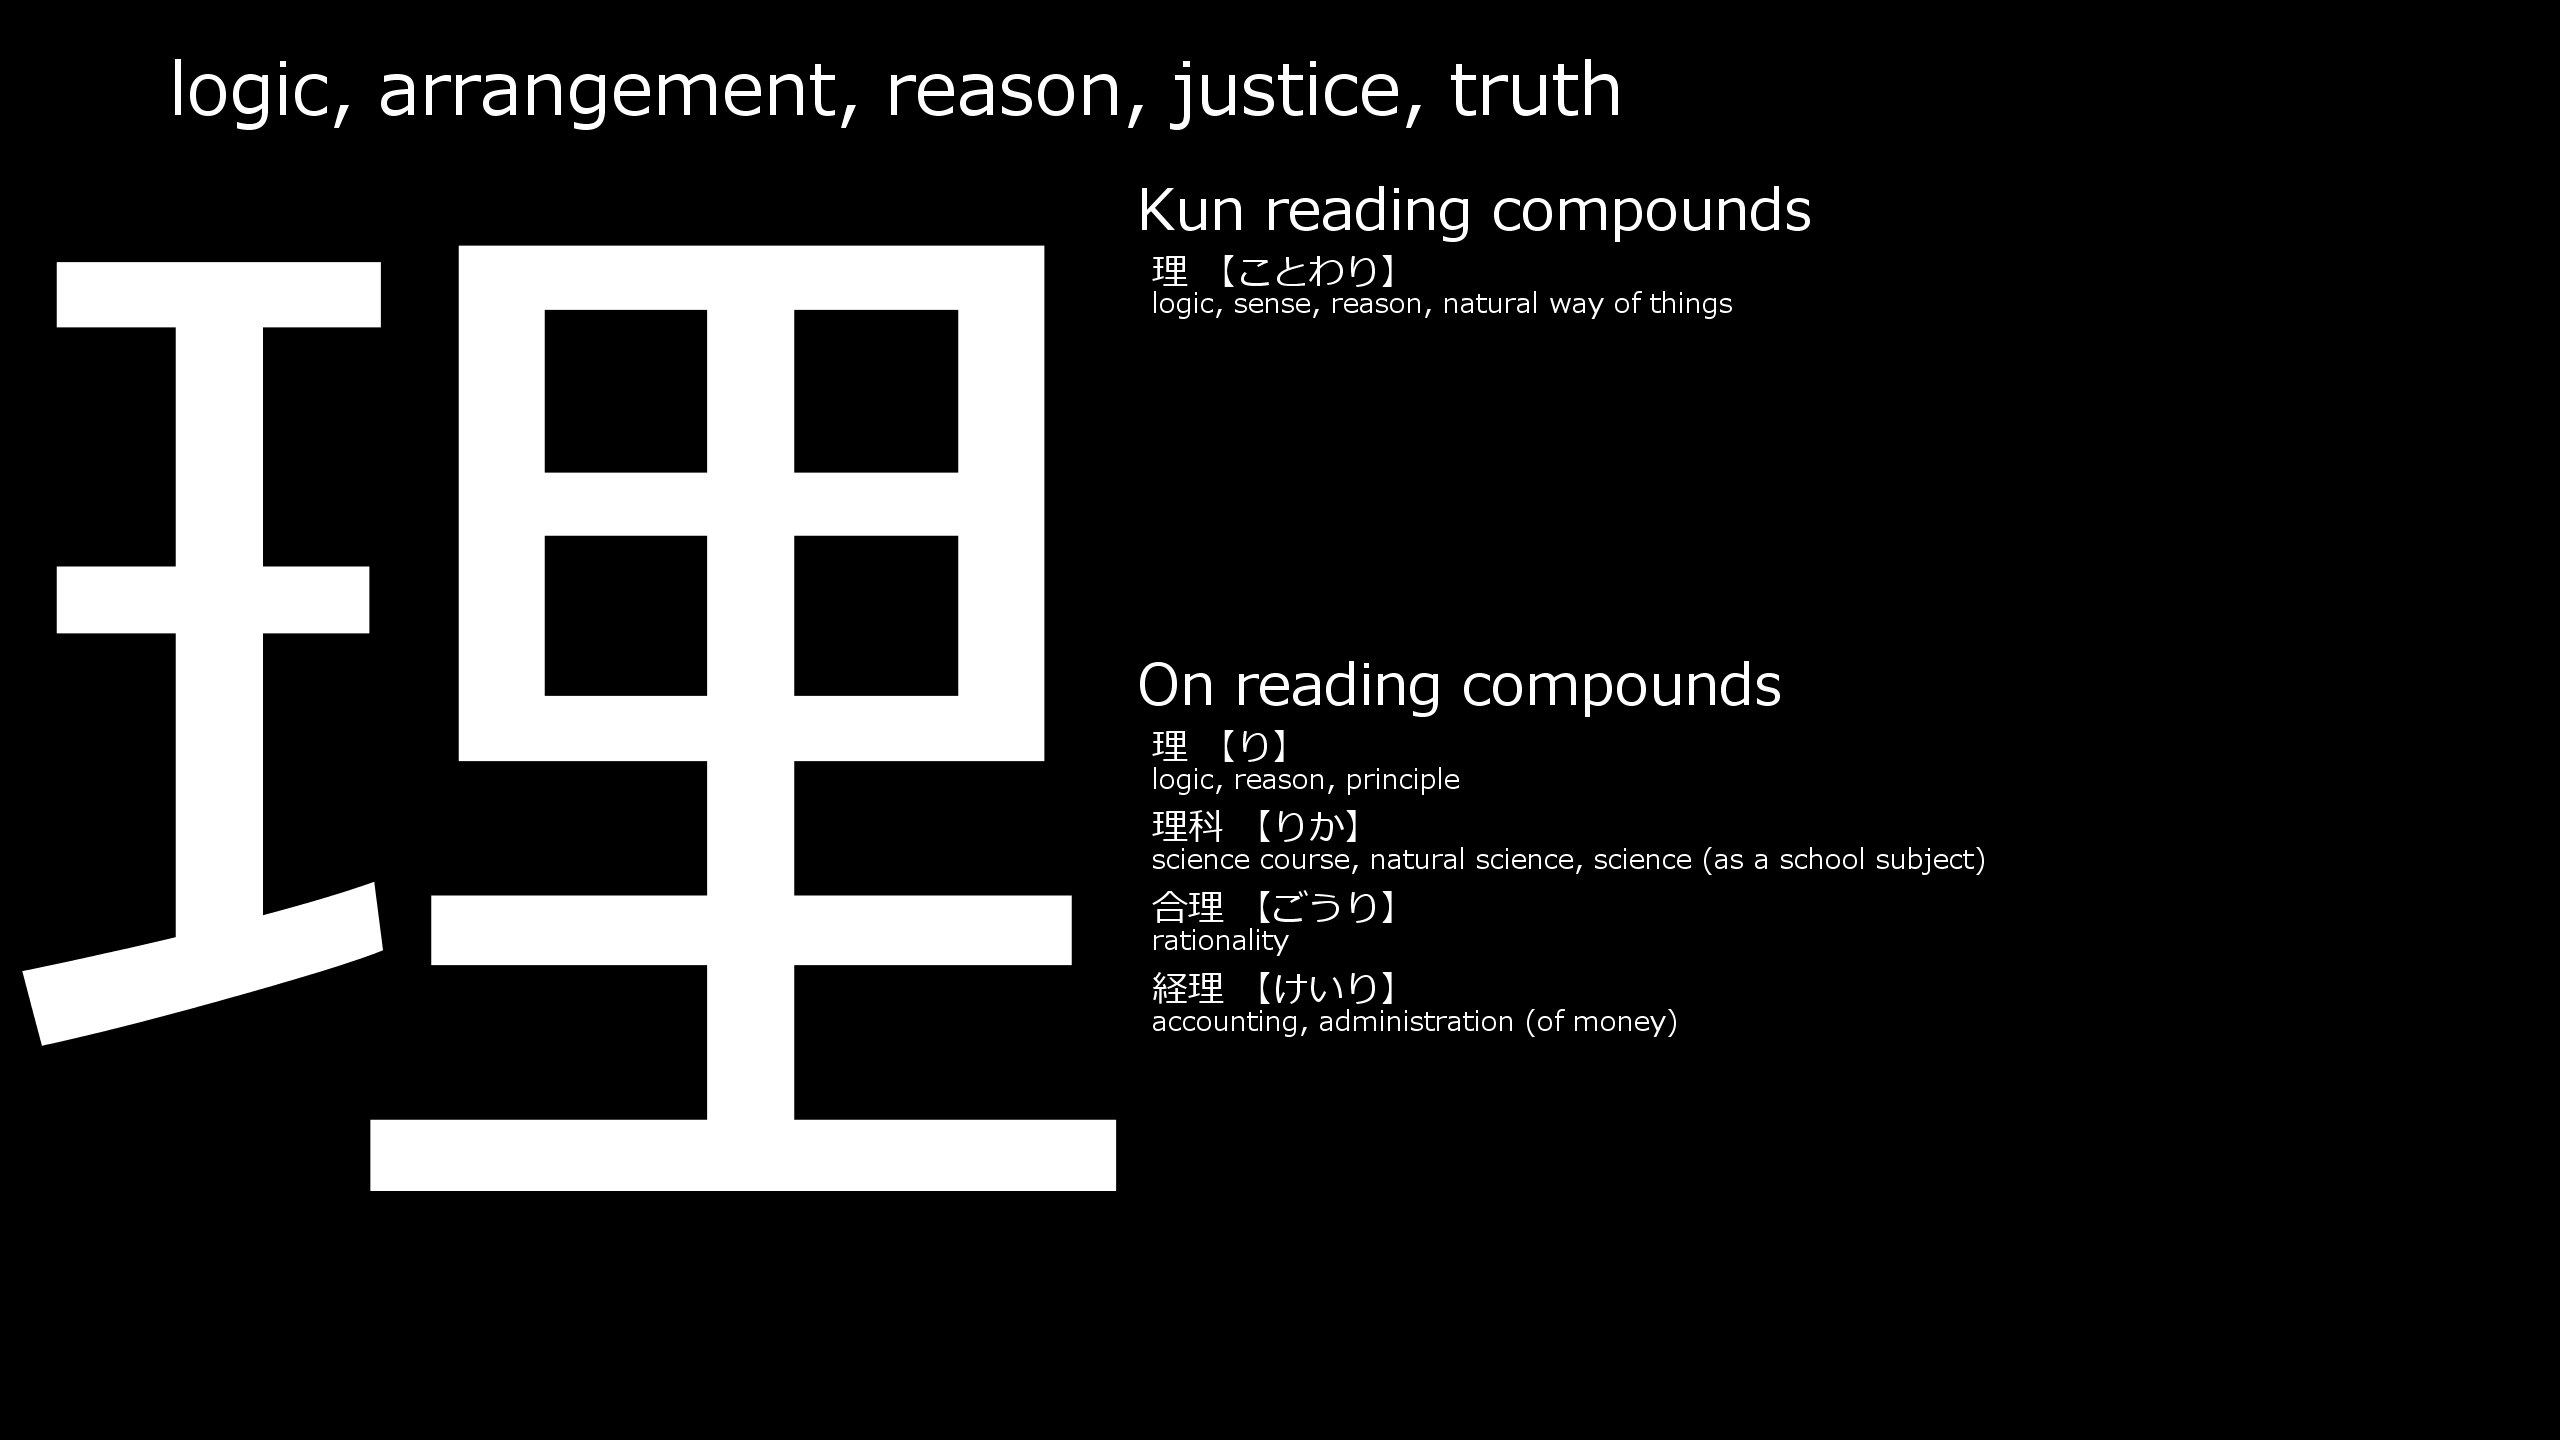 logic, arrangement, reason, justice, truth
理
Kun reading compounds
理 【ことわり】
logic, sense, reason, natural way of things
On reading compounds
理 【り】
logic, reason, principle
理科 【りか】
science course, natural science, science (as a school subject)
合理 【ごうり】
rationality
経理 【けいり】
accounting, administration (of money)